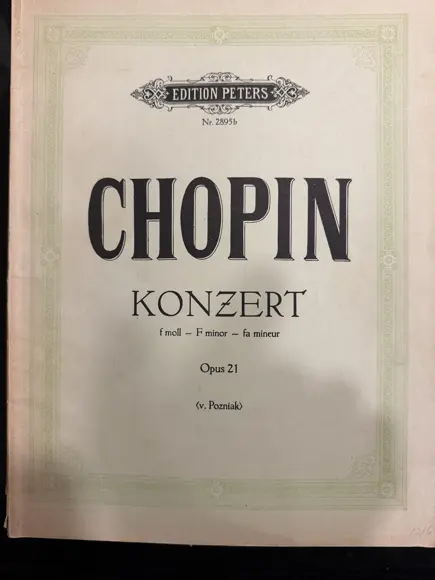 EDITION PETERS
Nr. 2895b
CHOPIN
KONZERT
f moll – F minor – fa mineur
Opus 21
(v. Pozniak)